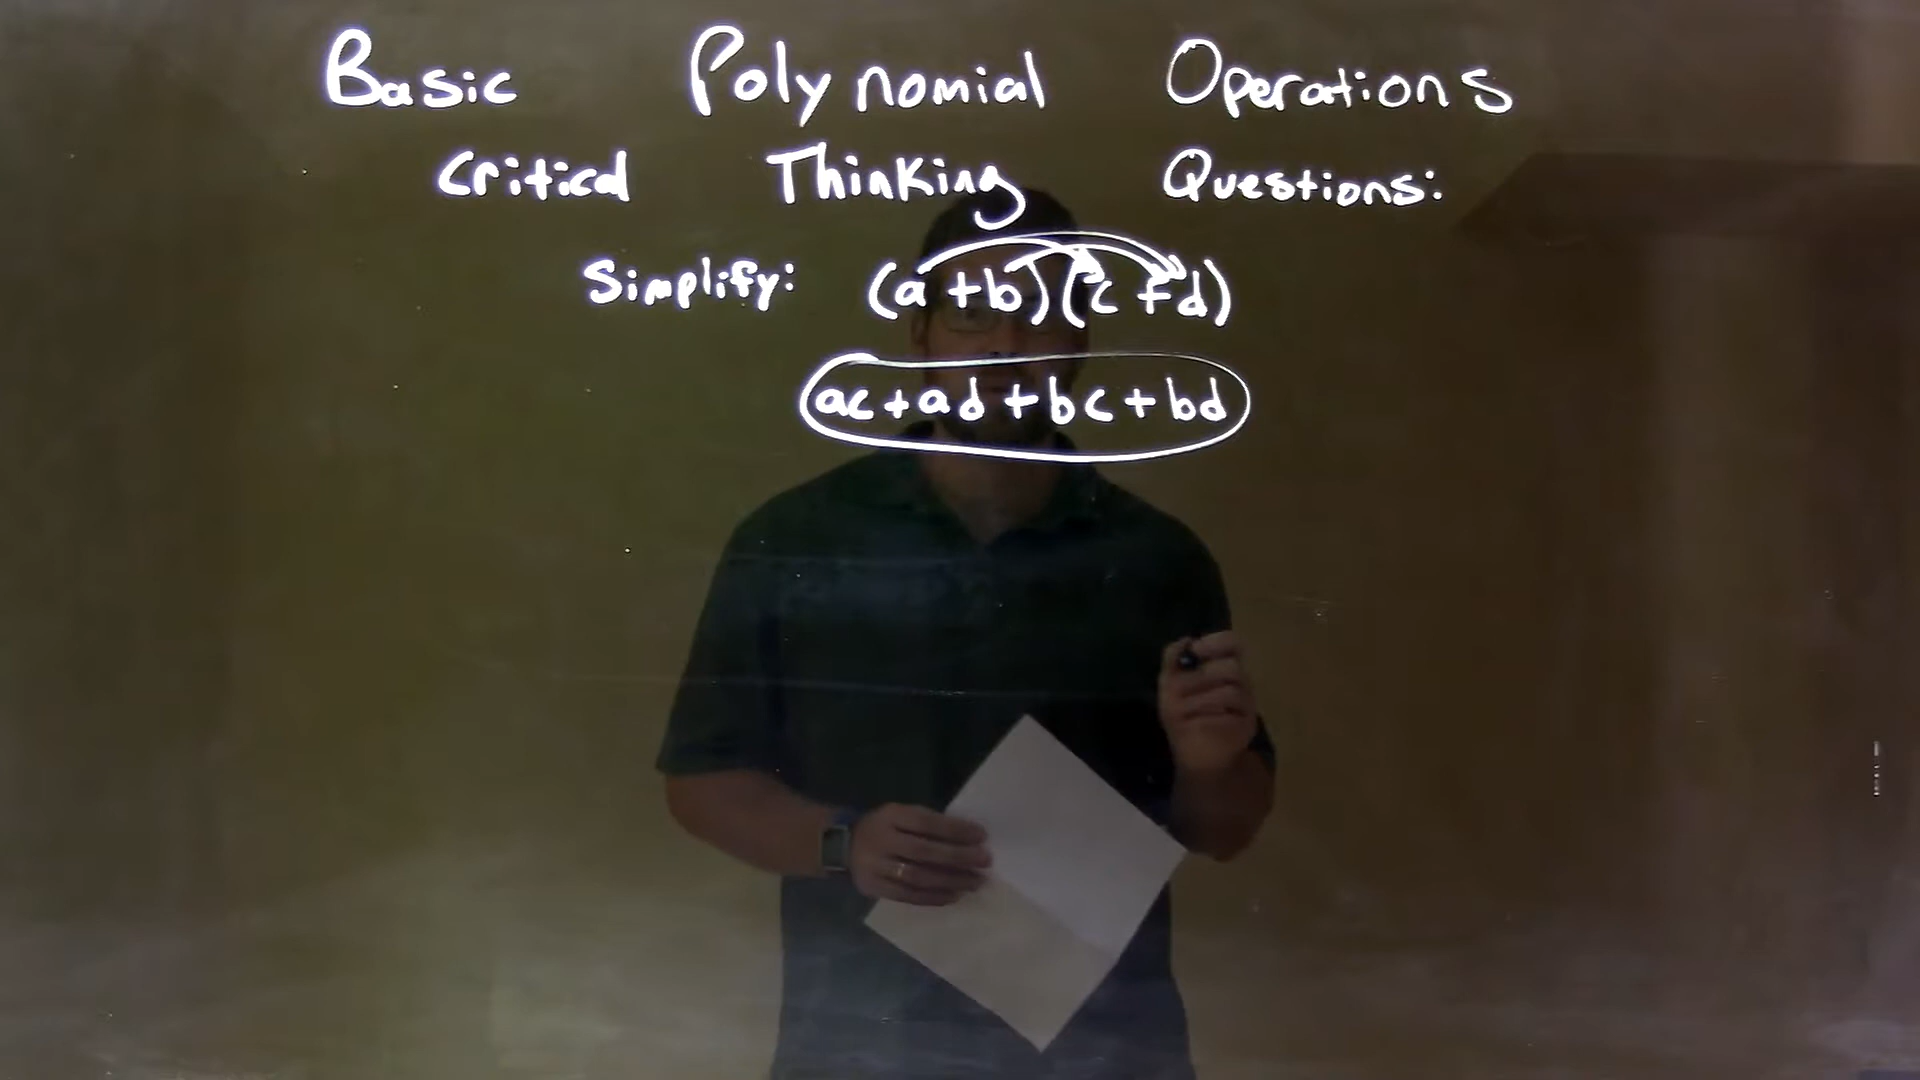 Basic Polynomial Operations
Critical Thinking Questions:
Simplify: (a+b)(c+d)
ac+ad+bc+bd